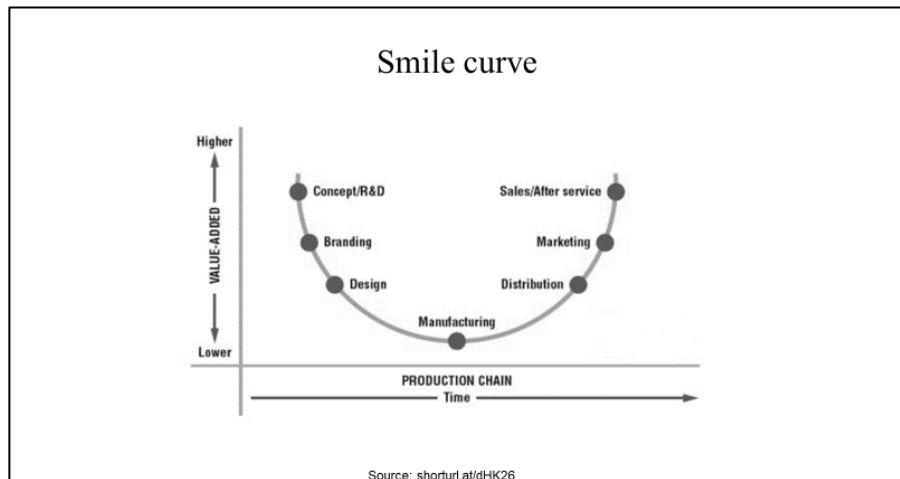 Smile curve
Higher
VALUE-ADDED
Lower
Concept/R&D
Sales/After service
Branding
Marketing
Design
Distribution
Manufacturing
PRODUCTION CHAIN
Time
Source: shorturl.at/dHK26